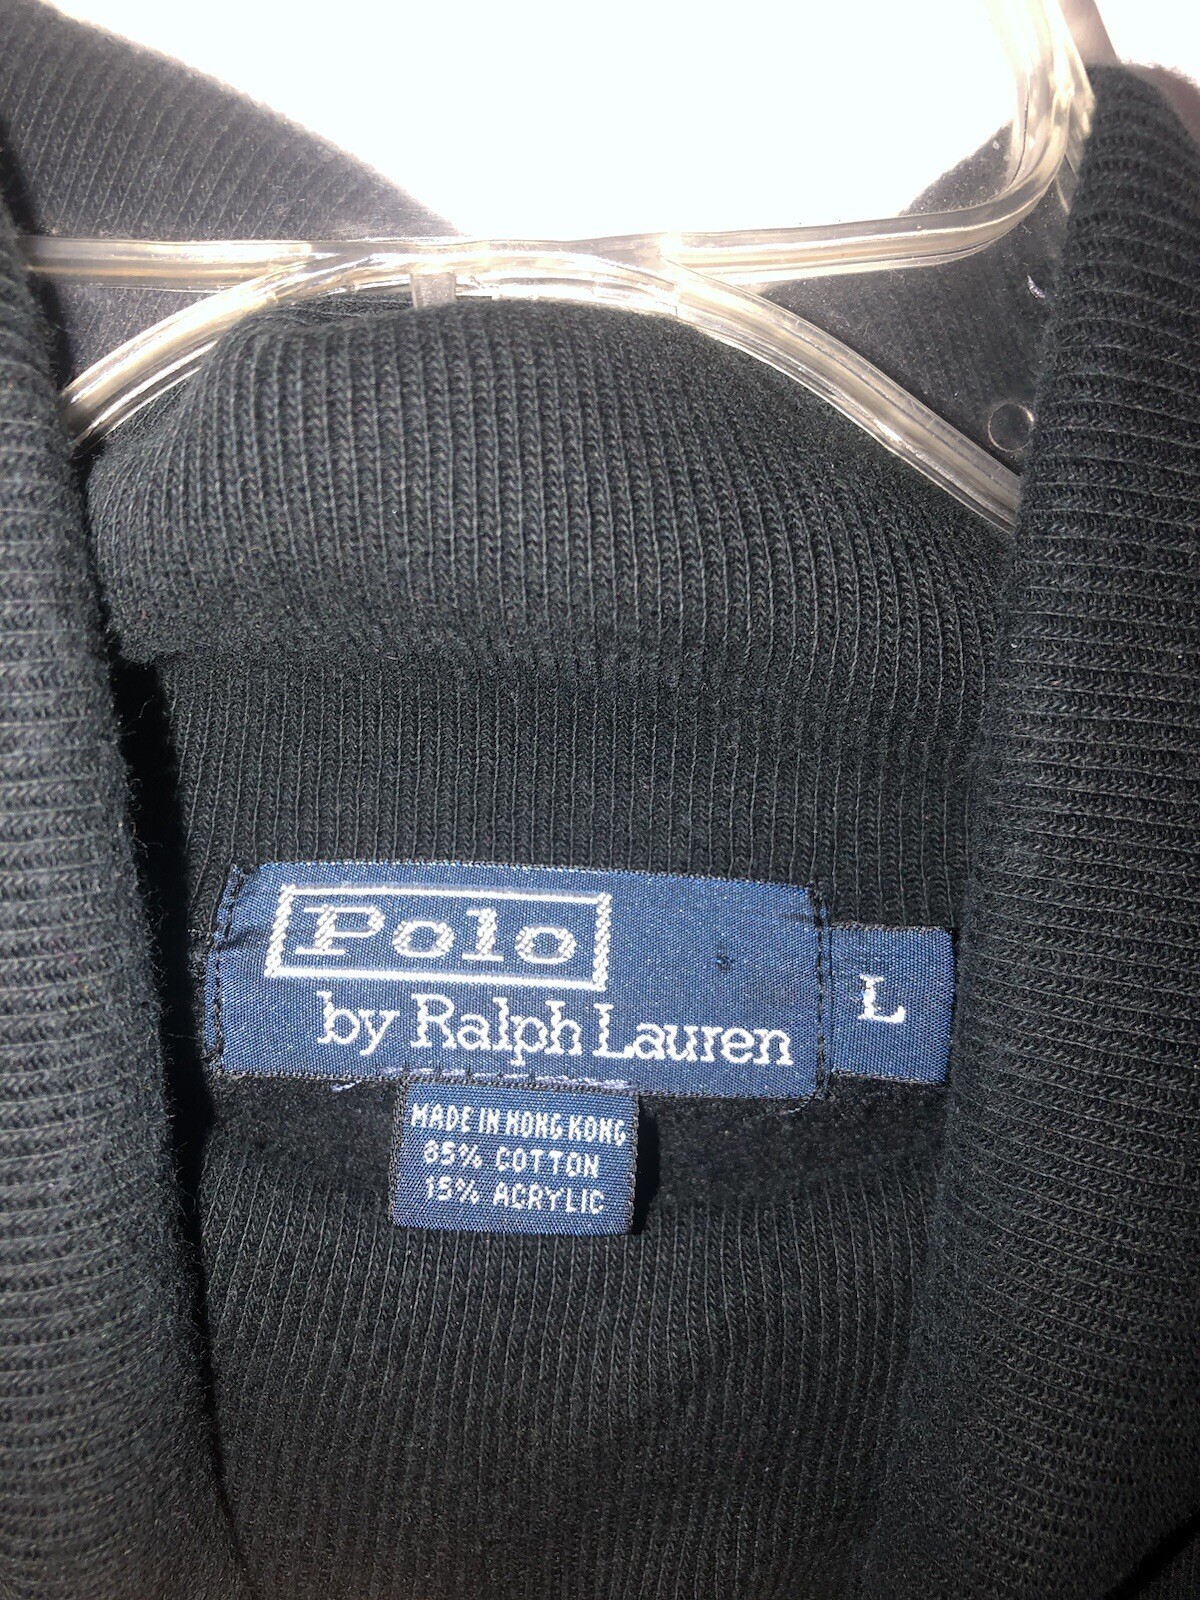 Polo
by Ralph Lauren
L
MADE IN HONG KONG
85% COTTON
15% ACRYLIC